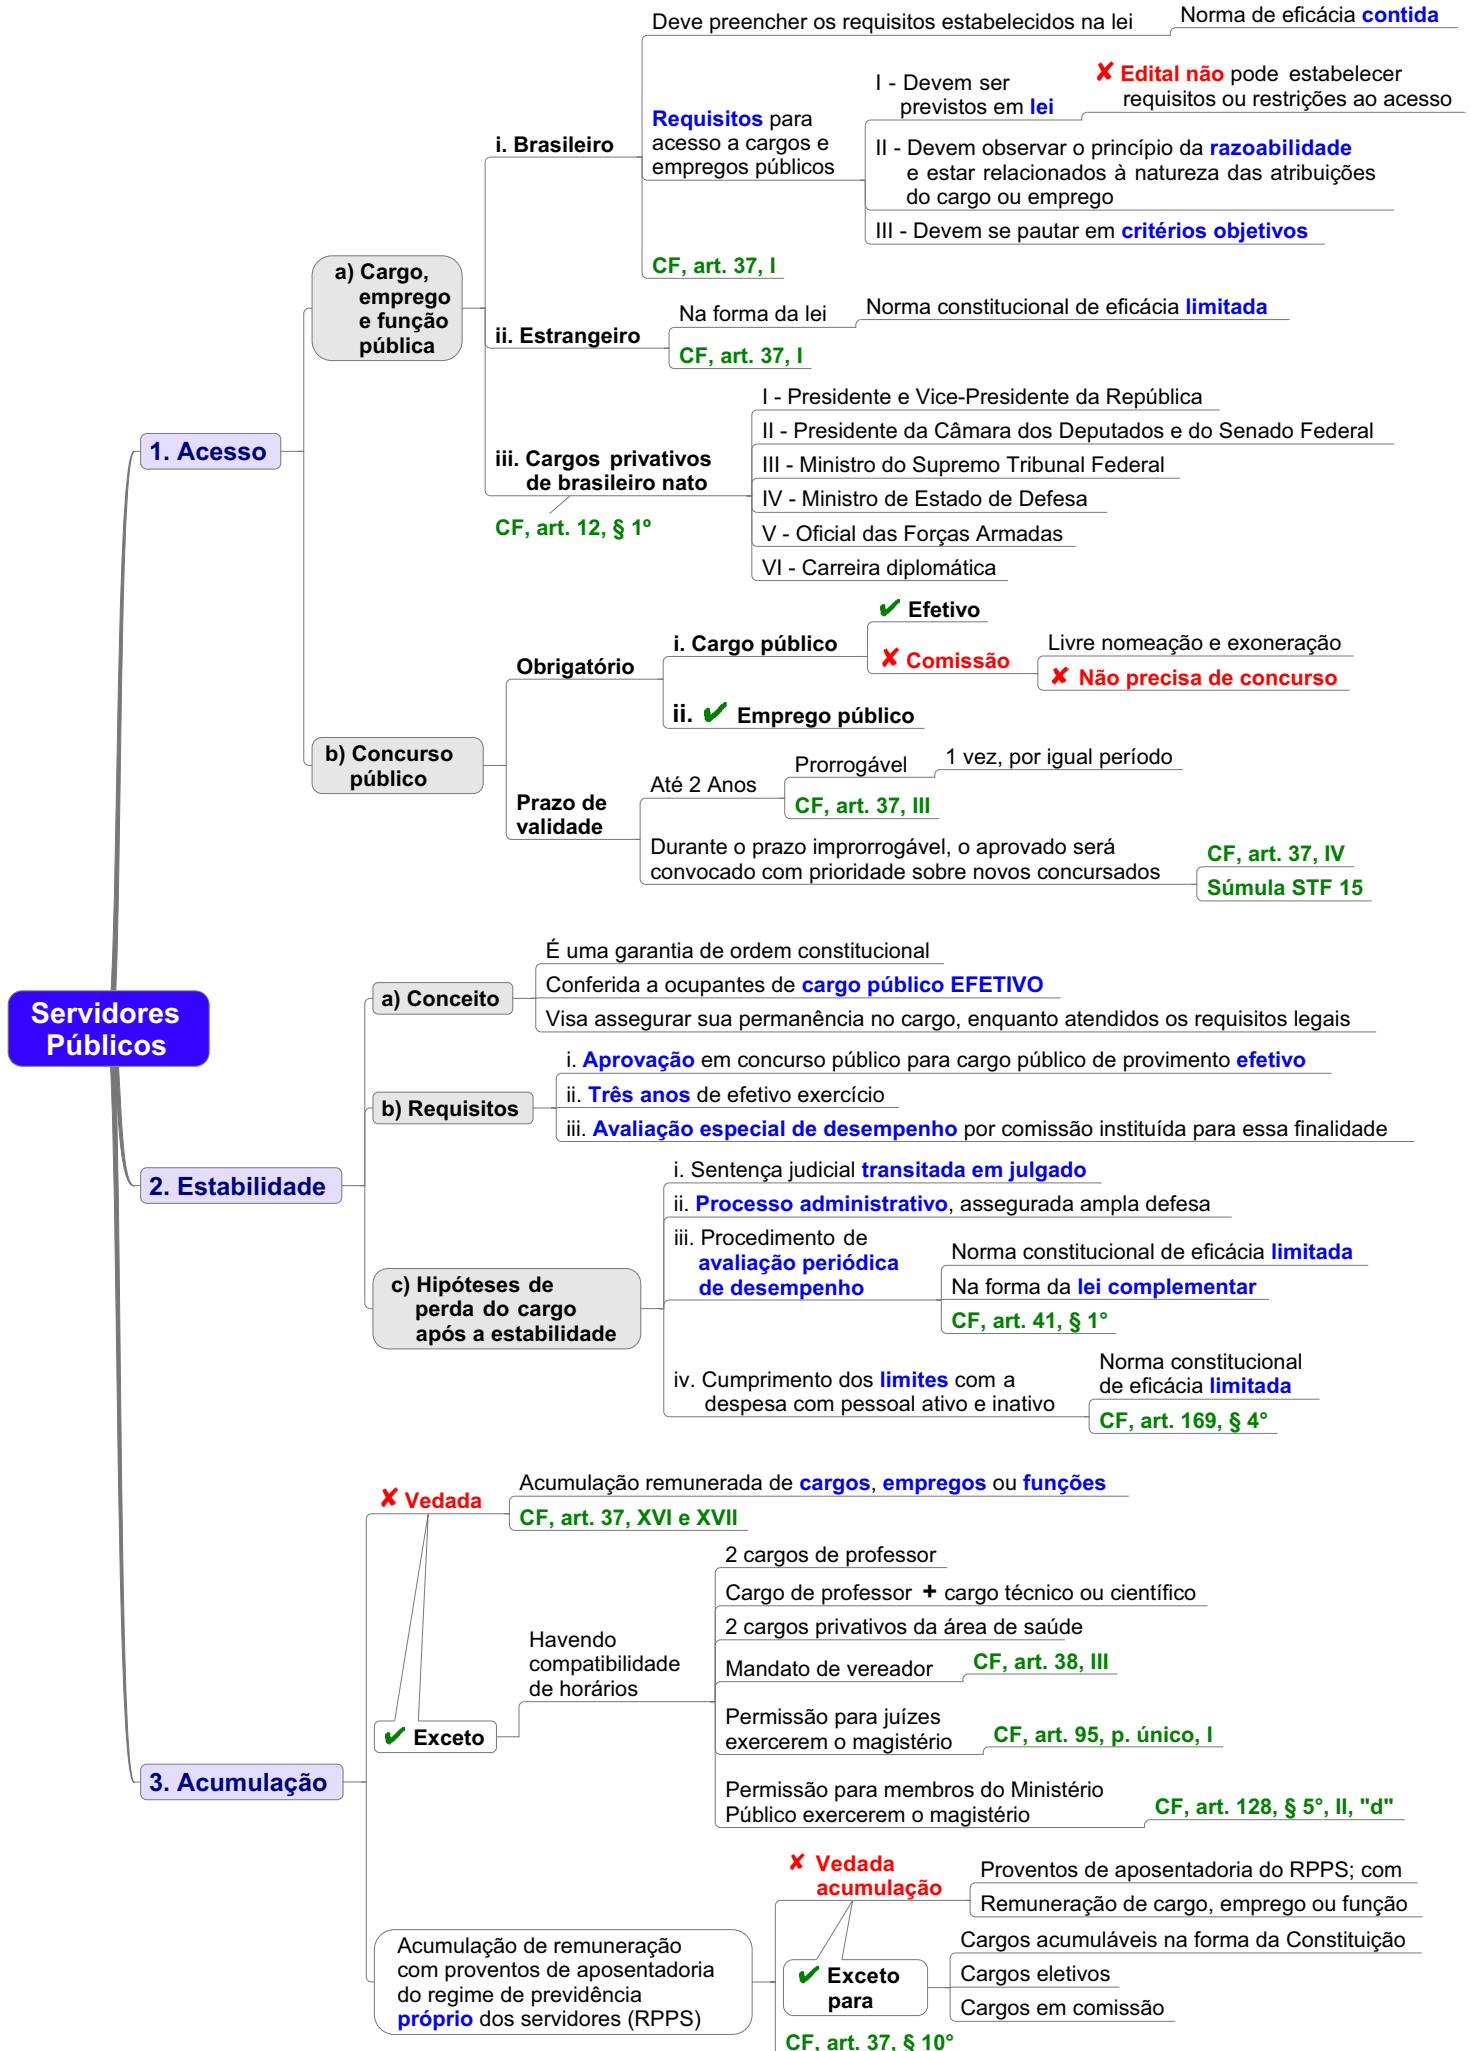 Servidores
Públicos
1. Acesso
a) Cargo,
emprego
e função
pública
i. Brasileiro
Deve preencher os requisitos estabelecidos na lei
Norma de eficácia contida
Requisitos para
acesso a cargos e
empregos públicos
I - Devem ser
previstos em lei
✘ Edital não pode estabelecer
requisitos ou restrições ao acesso
II - Devem observar o princípio da razoabilidade
e estar relacionados à natureza das atribuições
do cargo ou emprego
III - Devem se pautar em critérios objetivos
CF, art. 37, I
ii. Estrangeiro
Na forma da lei
Norma constitucional de eficácia limitada
CF, art. 37, I
iii. Cargos privativos
de brasileiro nato
CF, art. 12, § 1º
I - Presidente e Vice-Presidente da República
II - Presidente da Câmara dos Deputados e do Senado Federal
III - Ministro do Supremo Tribunal Federal
IV - Ministro de Estado de Defesa
V - Oficial das Forças Armadas
VI - Carreira diplomática
b) Concurso
público
Obrigatório
i. Cargo público
✔ Efetivo
✘ Comissão
Livre nomeação e exoneração
✘ Não precisa de concurso
ii. ✔ Emprego público
Prazo de
validade
Até 2 Anos
Prorrogável
1 vez, por igual período
CF, art. 37, III
Durante o prazo improrrogável, o aprovado será
convocado com prioridade sobre novos concursados
CF, art. 37, IV
Súmula STF 15
2. Estabilidade
a) Conceito
É uma garantia de ordem constitucional
Conferida a ocupantes de cargo público EFETIVO
Visa assegurar sua permanência no cargo, enquanto atendidos os requisitos legais
b) Requisitos
i. Aprovação em concurso público para cargo público de provimento efetivo
ii. Três anos de efetivo exercício
iii. Avaliação especial de desempenho por comissão instituída para essa finalidade
c) Hipóteses de
perda do cargo
após a estabilidade
i. Sentença judicial transitada em julgado
ii. Processo administrativo, assegurada ampla defesa
iii. Procedimento de
avaliação periódica
de desempenho
Norma constitucional de eficácia limitada
Na forma da lei complementar
CF, art. 41, § 1°
iv. Cumprimento dos limites com a
despesa com pessoal ativo e inativo
Norma constitucional
de eficácia limitada
CF, art. 169, § 4°
3. Acumulação
✘ Vedada
Acumulação remunerada de cargos, empregos ou funções
CF, art. 37, XVI e XVII
✔ Exceto
Havendo
compatibilidade
de horários
2 cargos de professor
Cargo de professor + cargo técnico ou científico
2 cargos privativos da área de saúde
Mandato de vereador
CF, art. 38, III
Permissão para juízes
exercerem o magistério
CF, art. 95, p. único, I
Permissão para membros do Ministério
Público exercerem o magistério
CF, art. 128, § 5°, II, "d"
Acumulação de remuneração
com proventos de aposentadoria
do regime de previdência
próprio dos servidores (RPPS)
✘ Vedada
acumulação
Proventos de aposentadoria do RPPS; com
Remuneração de cargo, emprego ou função
✔ Exceto
para
Cargos acumuláveis na forma da Constituição
Cargos eletivos
Cargos em comissão
CF, art. 37, § 10°